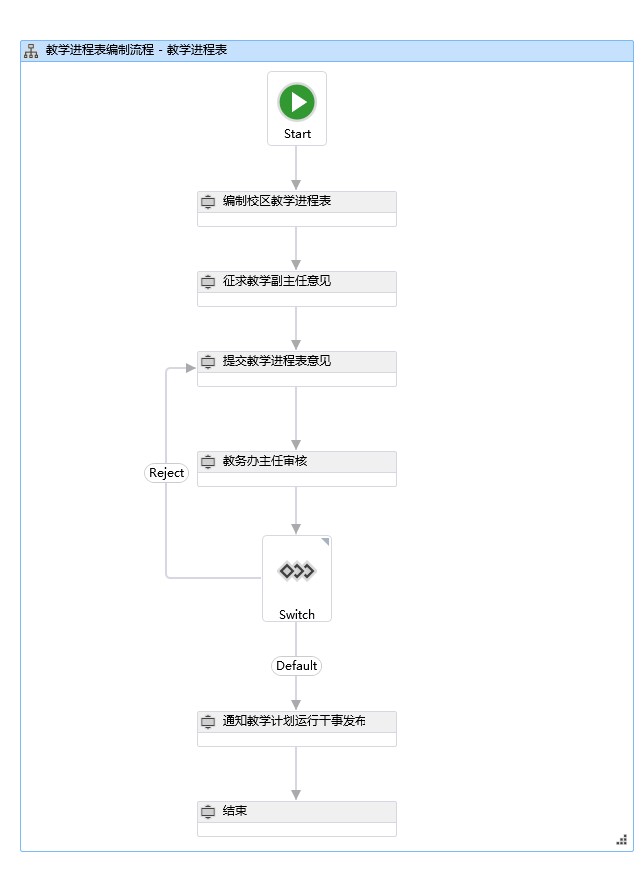 教学进程表编制流程 - 教学进程表
Start
编制校区教学进程表
征求教学副主任意见
提交教学进程表意见
教务办主任审核
Reject
Switch
Default
通知教学计划运行干事发布
结束